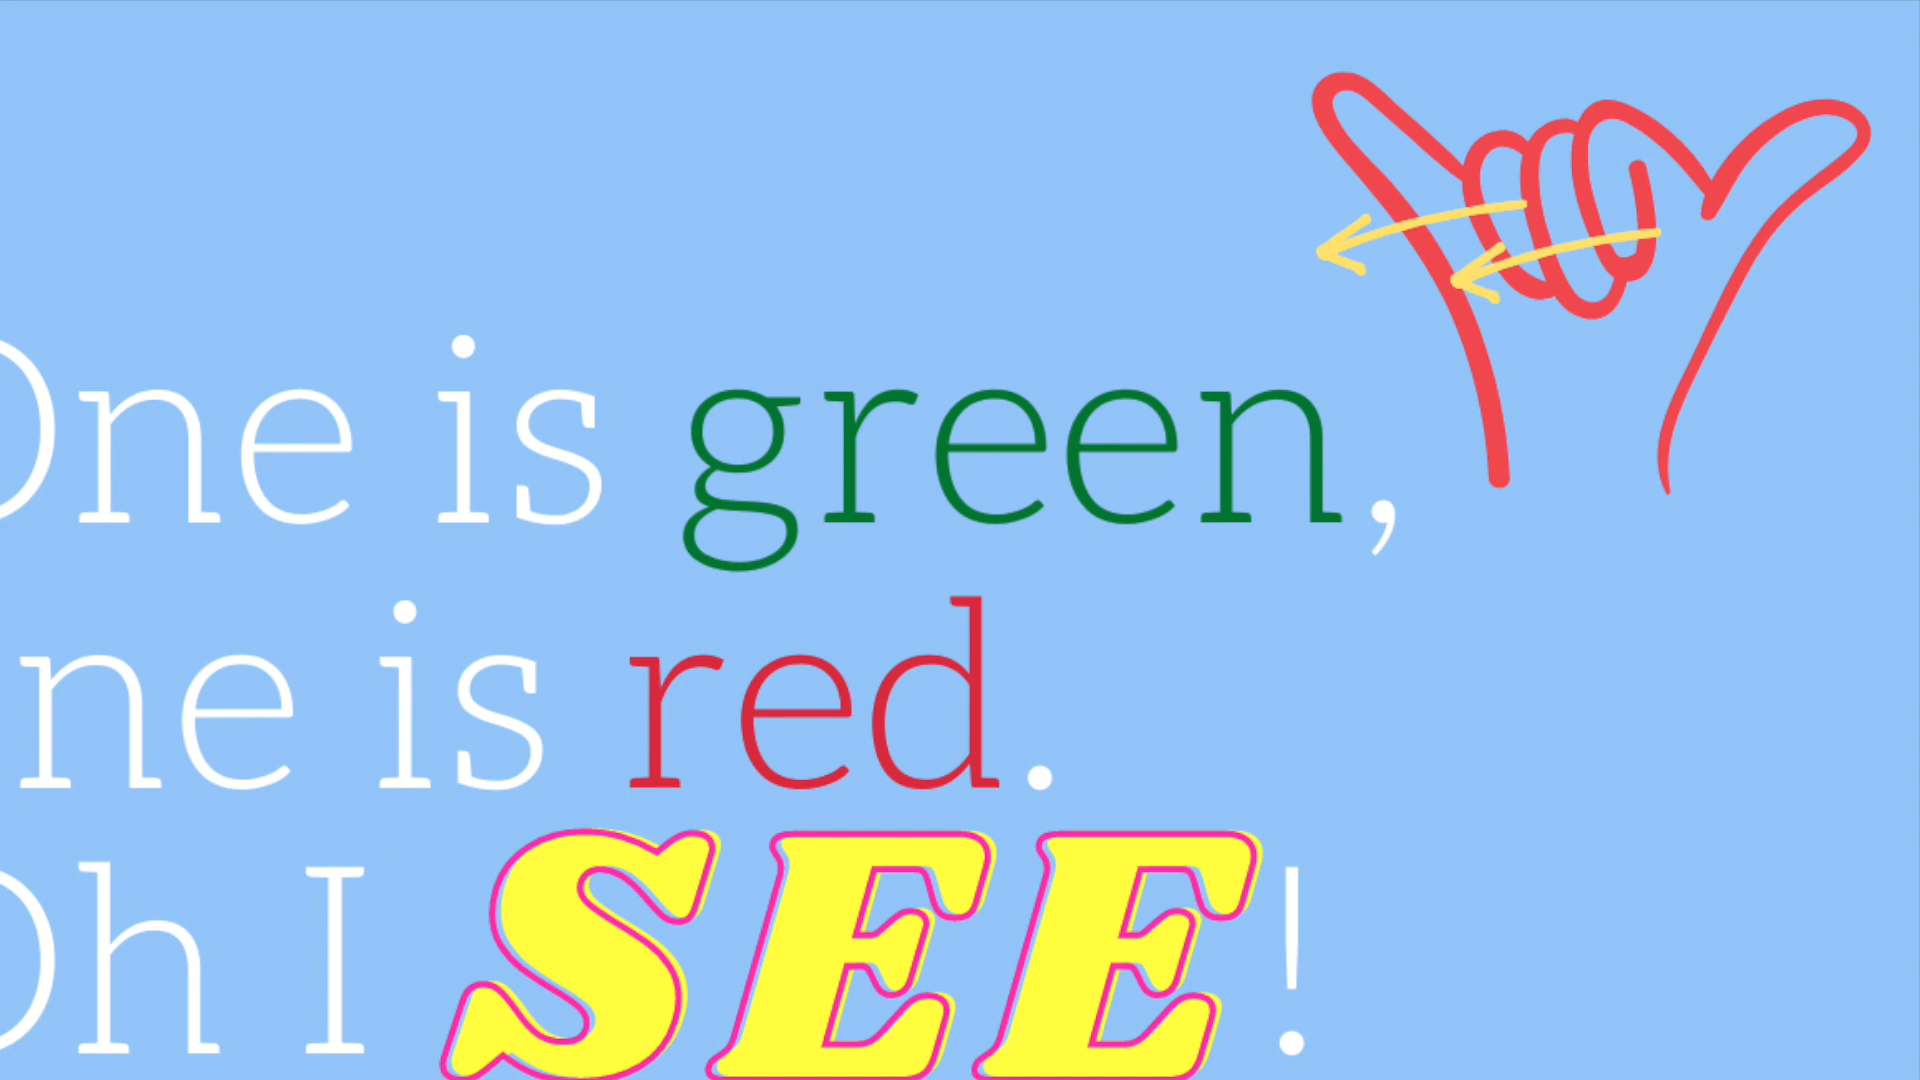 One is green,
ne is red.
Oh I SEE!